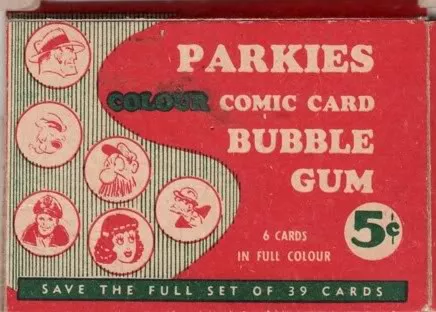 PARKIES
COLOUR COMIC CARD
BUBBLE
GUM
6 CARDS
IN FULL COLOUR
5¢
SAVE THE FULL SET OF 39 CARDS